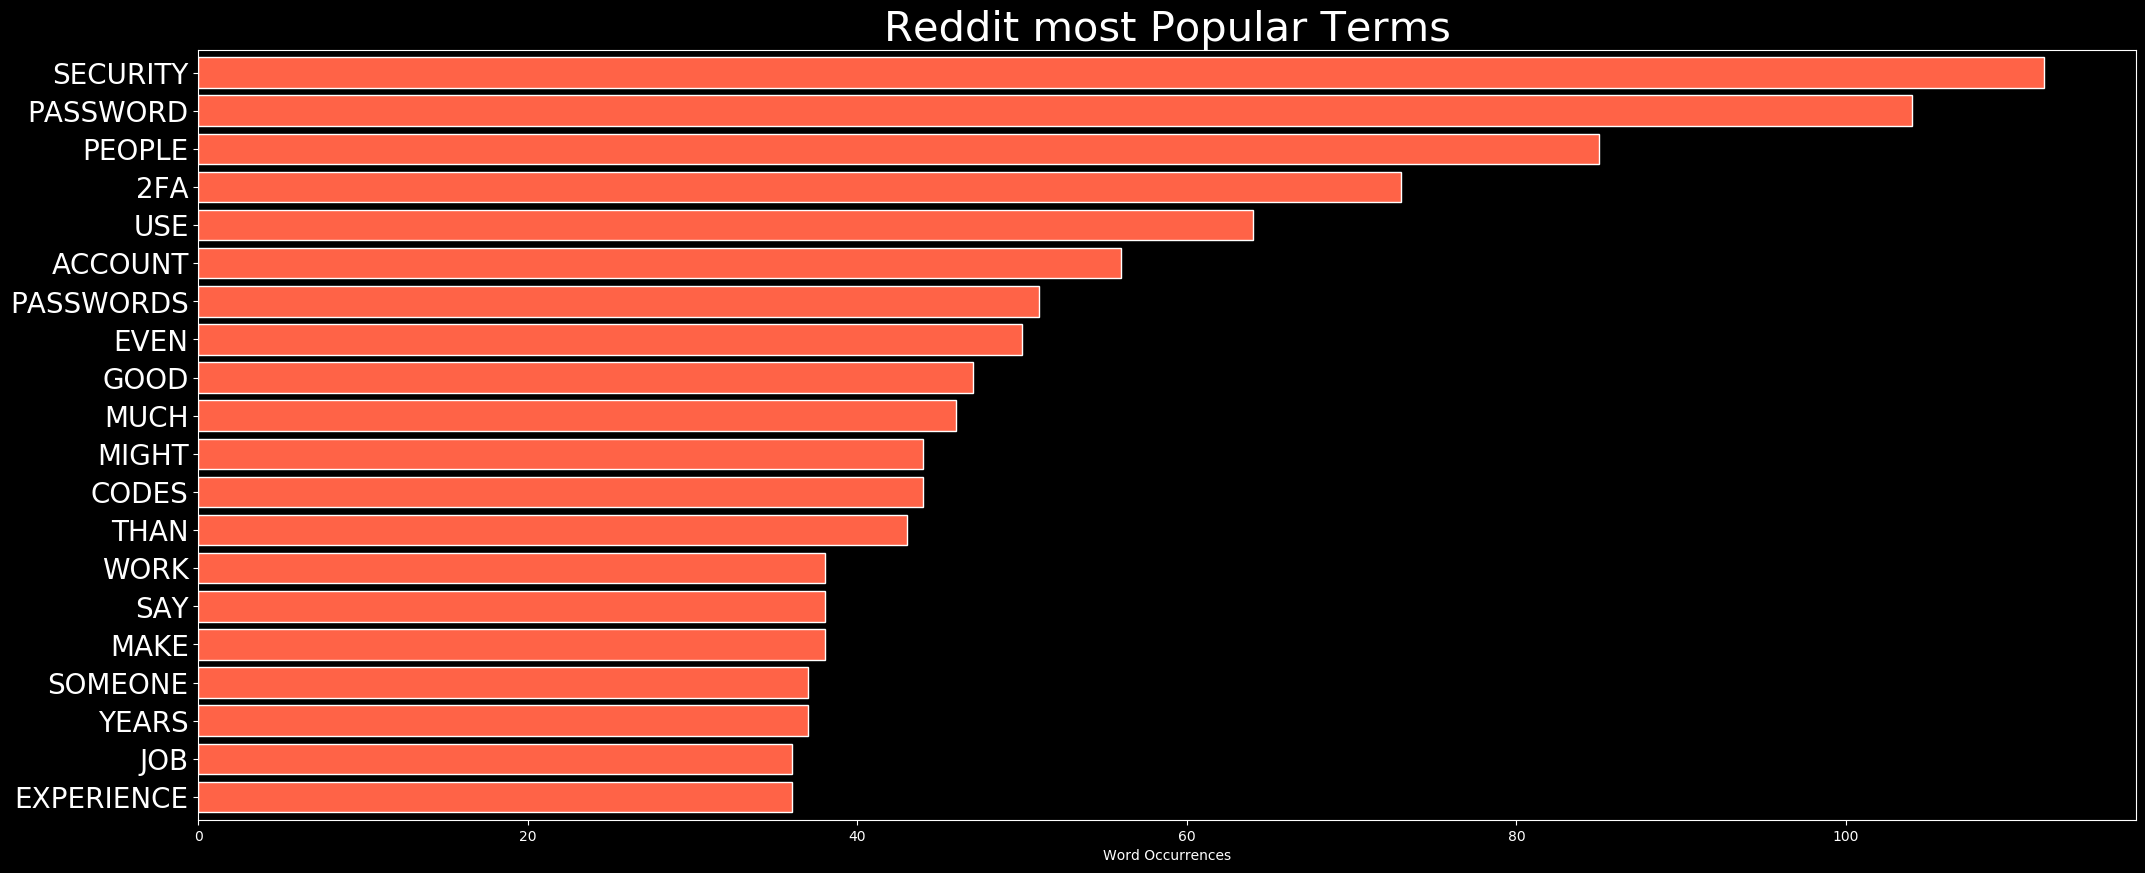 Reddit most Popular Terms
SECURITY
PASSWORD
PEOPLE
2FA
USE
ACCOUNT
PASSWORDS
EVEN
GOOD
MUCH
MIGHT
CODES
THAN
WORK
SAY
MAKE
SOMEONE
YEARS
JOB
EXPERIENCE
0 20 40 60 80 100
Word Occurrences